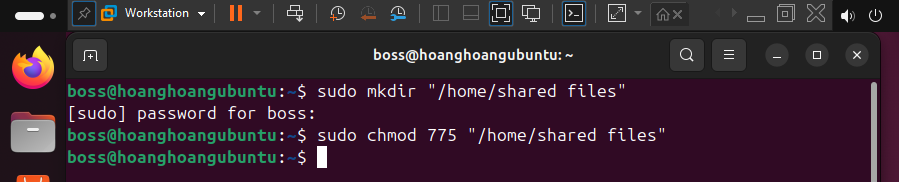 Workstation
boss@hoanghoangubuntu: ~
boss@hoanghoangubuntu:~$ sudo mkdir "/home/shared files"
[sudo] password for boss:
boss@hoanghoangubuntu:~$ sudo chmod 775 "/home/shared files"
boss@hoanghoangubuntu:~$